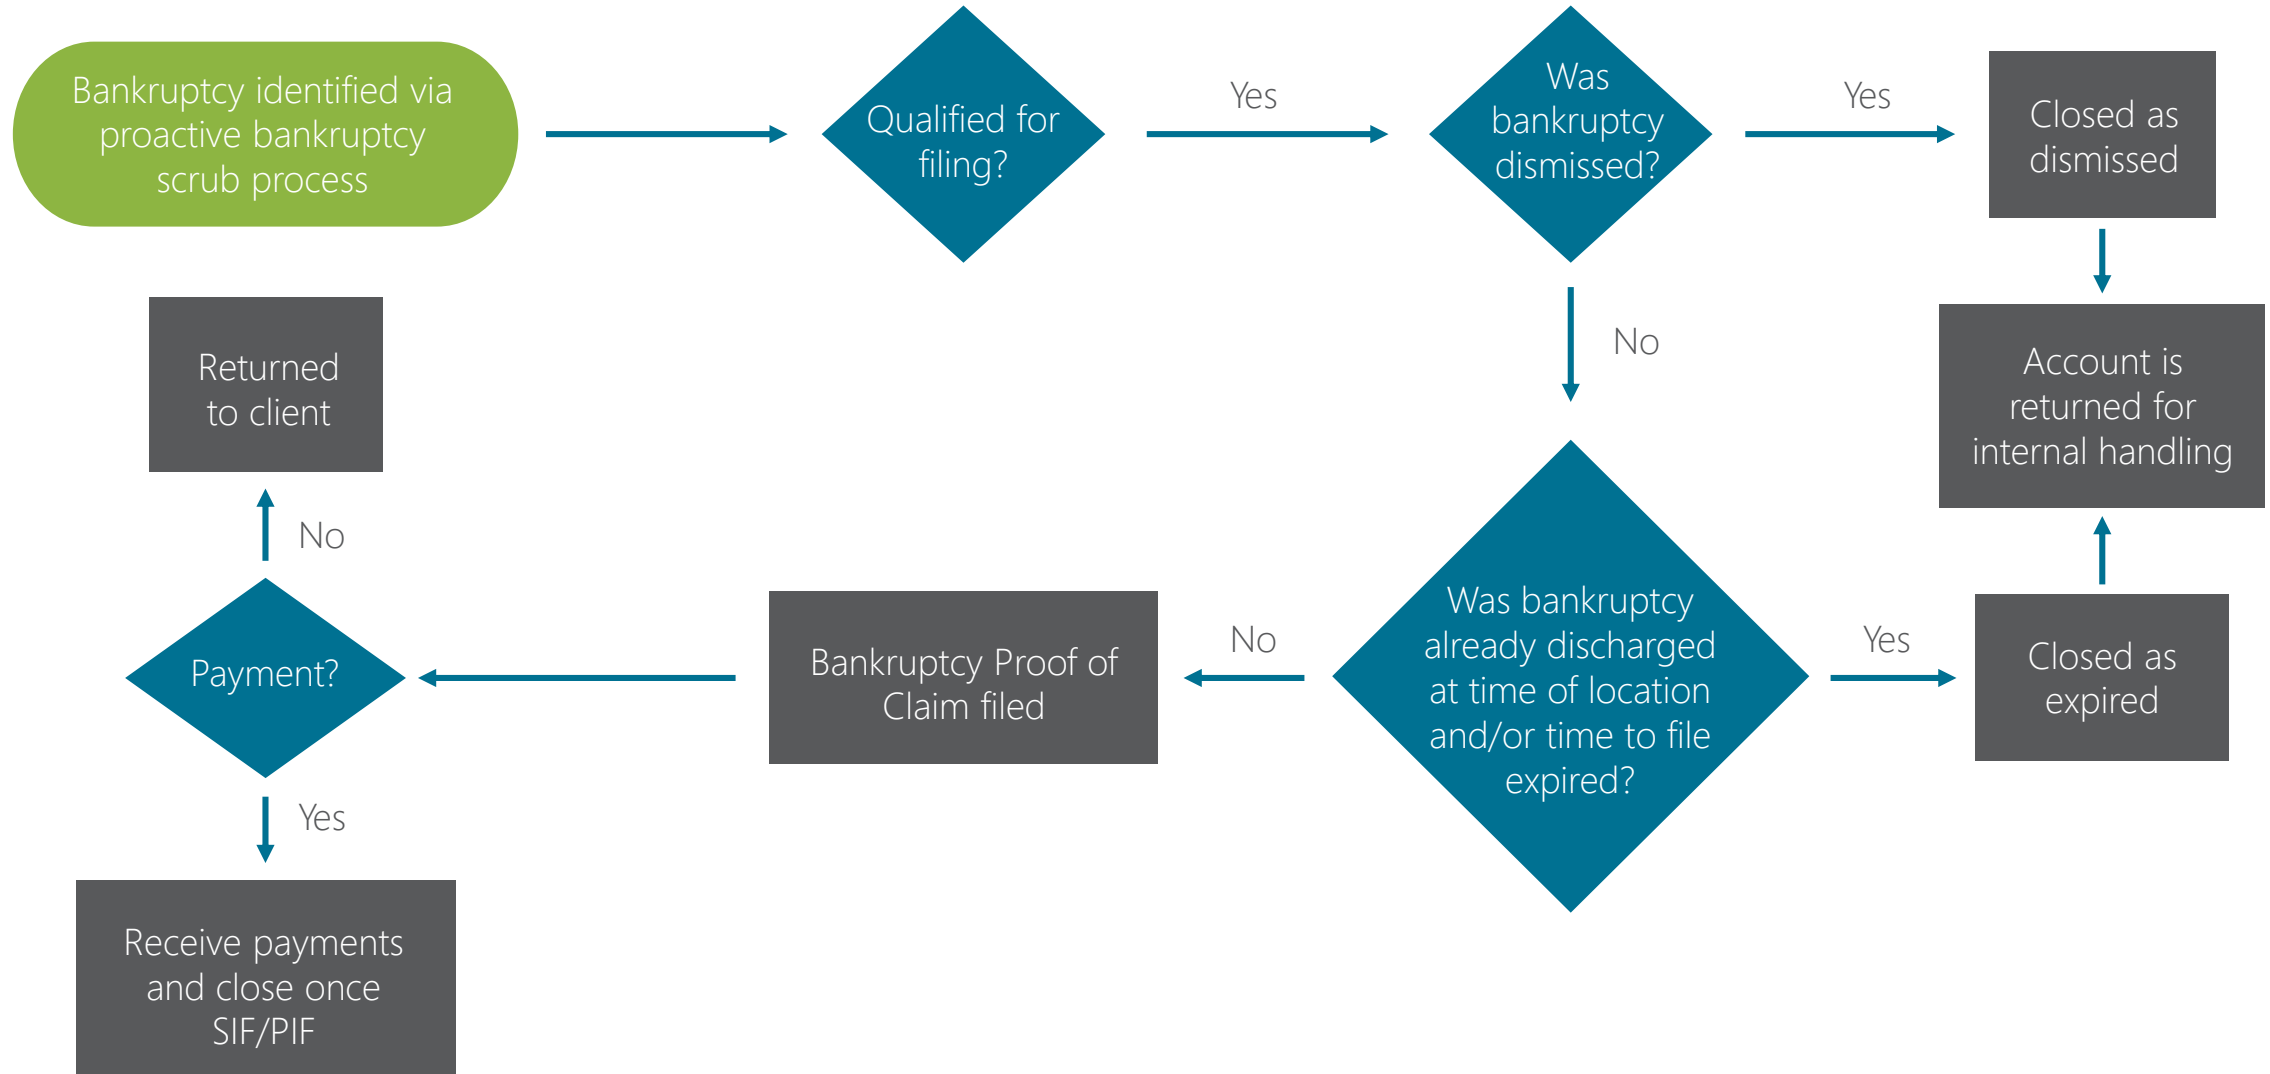 Bankruptcy identified via
proactive bankruptcy
scrub process
Qualified for
filing?
Yes
Was
bankruptcy
dismissed?
Yes
Closed as
dismissed
No
Account is
returned for
internal handling
Was bankruptcy
already discharged
at time of location
and/or time to file
expired?
Yes
Closed as
expired
No
Bankruptcy Proof of
Claim filed
Payment?
No
Returned
to client
Yes
Receive payments
and close once
SIF/PIF